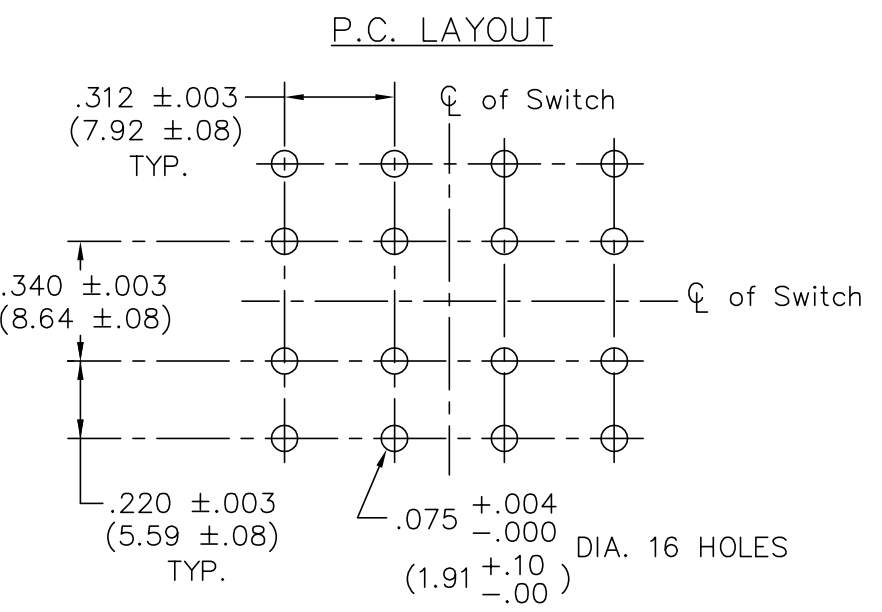 P.C. LAYOUT
.312 ±.003
(7.92 ±.08)
TYP.
℄ of Switch
.340 ±.003
(8.64 ±.08)
℄ of Switch
.220 ±.003
(5.59 ±.08)
TYP.
.075 +.004
-.000
DIA. 16 HOLES
(1.91 +.10
-.00 )